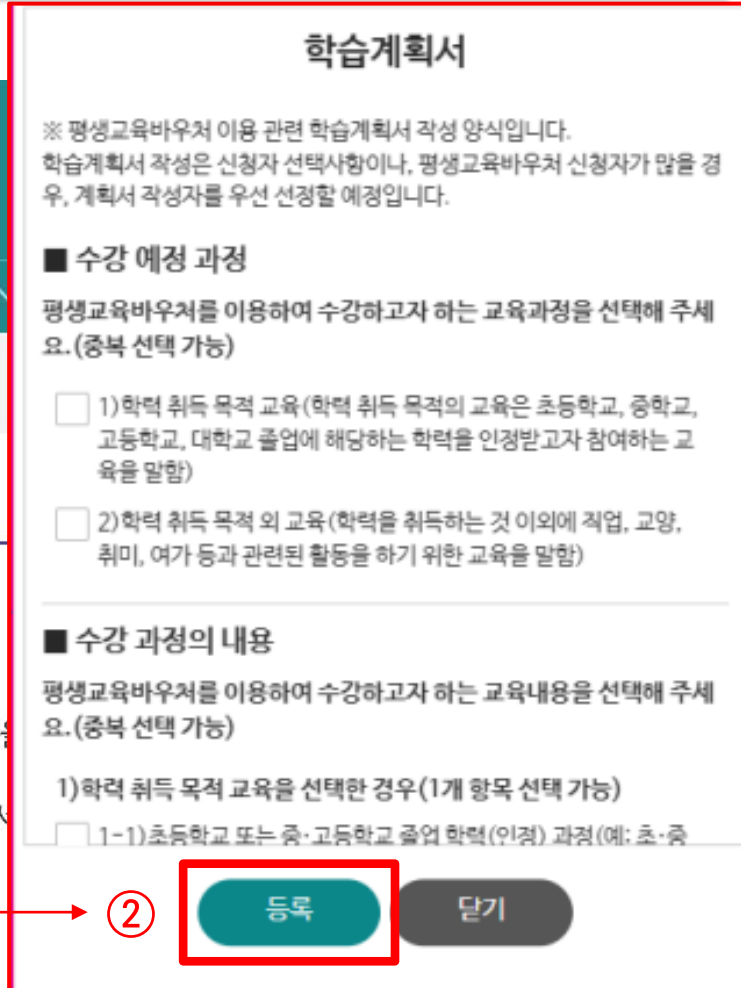 학습계획서
※ 평생교육바우처 이용 관련 학습계획서 작성 양식입니다.
학습계획서 작성은 신청자 선택사항이나, 평생교육바우처 신청자가 많을 경
우, 계획서 작성자를 우선 선정할 예정입니다.
■ 수강 예정 과정
평생교육바우처를 이용하여 수강하고자 하는 교육과정을 선택해 주세
요.(중복 선택 가능)
1)학력 취득 목적 교육(학력 취득 목적의 교육은 초등학교, 중학교,
고등학교, 대학교 졸업에 해당하는 학력을 인정받고자 참여하는 교
육을 말함)
2)학력 취득 목적 외 교육(학력을 취득하는 것 이외에 직업, 교양,
취미, 여가 등과 관련된 활동을 하기 위한 교육을 말함)
■ 수강 과정의 내용
평생교육바우처를 이용하여 수강하고자 하는 교육내용을 선택해 주세
요.(중복 선택 가능)
1)학력 취득 목적 교육을 선택한 경우(1개 항목 선택 가능)
1-1)초등학교 또는 중·고등학교 졸업 학력(인정) 과정(예: 초·중
② 등록 닫기